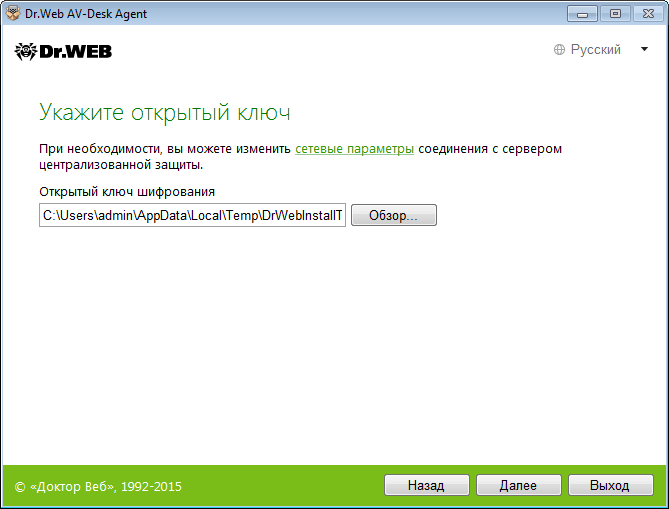 Dr.Web AV-Desk Agent
Dr.WEB
Русский
Укажите открытый ключ
При необходимости, вы можете изменить сетевые параметры соединения с сервером
централизованной защиты.
Открытый ключ шифрования
C:\Users\admin\AppData\Local\Temp\DrWebInstallT
Обзор...
© «Доктор Веб», 1992-2015
Назад
Далее
Выход